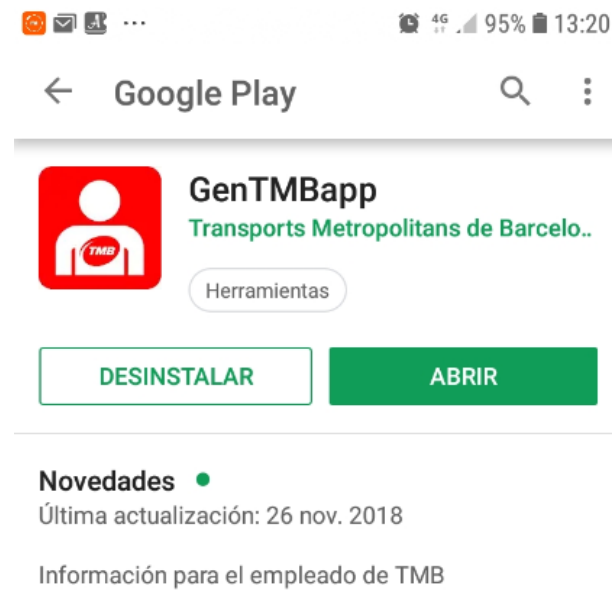 4G 95% 13:20
Google Play
GenTMBapp
Transports Metropolitans de Barcelo..
TMB
Herramientas
DESINSTALAR
ABRIR
Novedades
Última actualización: 26 nov. 2018
Información para el empleado de TMB